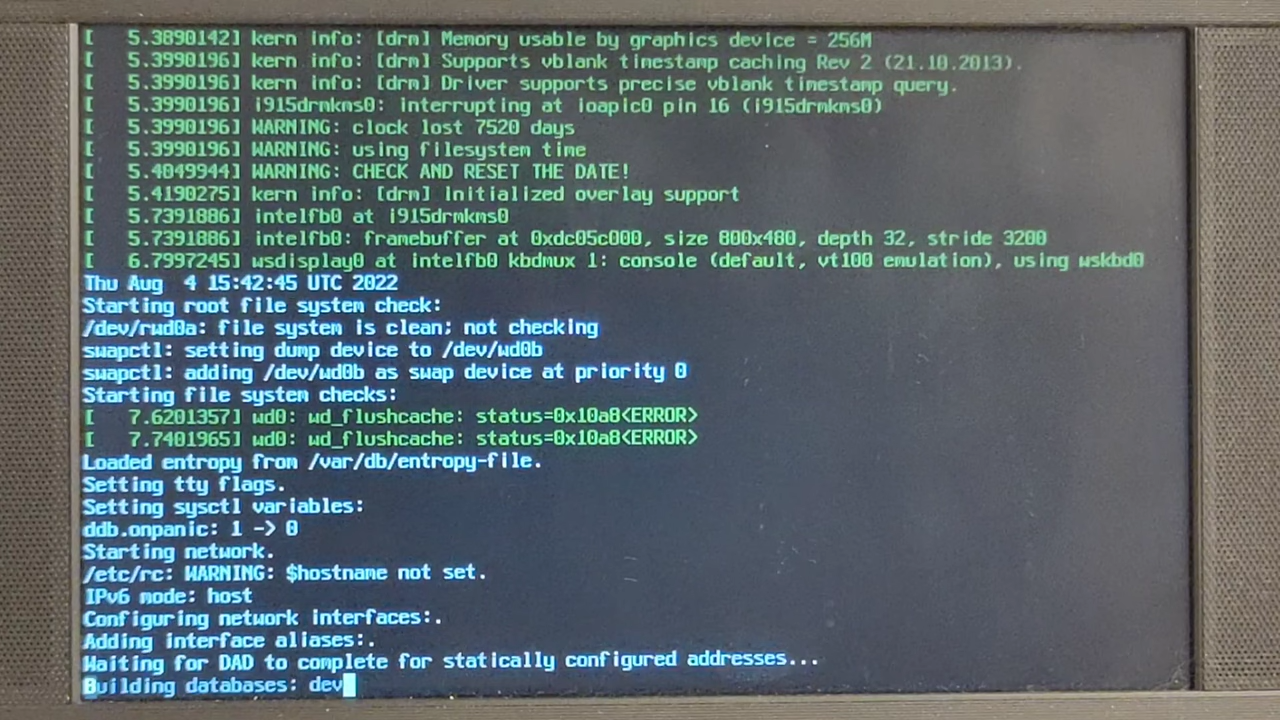 [   5.3890142] kern info: [drm] Memory usable by graphics device = 256M
[   5.3990196] kern info: [drm] Supports vblank timestamp caching Rev 2 (21.10.2013).
[   5.3990196] kern info: [drm] Driver supports precise vblank timestamp query.
[   5.3990196] i915drmkms0: interrupting at ioapic0 pin 16 (i915drmkms0)
[   5.3990196] WARNING: clock lost 7520 days
[   5.3990196] WARNING: using filesystem time
[   5.4049944] WARNING: CHECK AND RESET THE DATE!
[   5.4190275] kern info: [drm] Initialized overlay support
[   5.7391886] intelfb0 at i915drmkms0
[   5.7391886] intelfb0: framebuffer at 0xdc05c000, size 800x480, depth 32, stride 3200
[   6.7997245] wsdisplay0 at intelfb0 kbdmux 1: console (default, vt100 emulation), using wskbd0
Thu Aug  4 15:42:45 UTC 2022
Starting root file system check:
/dev/rwd0a: file system is clean; not checking
swapctl: setting dump device to /dev/wd0b
swapctl: adding /dev/wd0b as swap device at priority 0
Starting file system checks:
[   7.6201357] wd0: wd_flushcache: status=0x10a8<ERROR>
[   7.7401965] wd0: wd_flushcache: status=0x10a8<ERROR>
Loaded entropy from /var/db/entropy-file.
Setting tty flags.
Setting sysctl variables:
ddb.onpanic: 1 -> 0
Starting network.
/etc/rc: WARNING: $hostname not set.
IPv6 mode: host
Configuring network interfaces:.
Adding interface aliases:.
Waiting for DAD to complete for statically configured addresses...
Building databases: dev